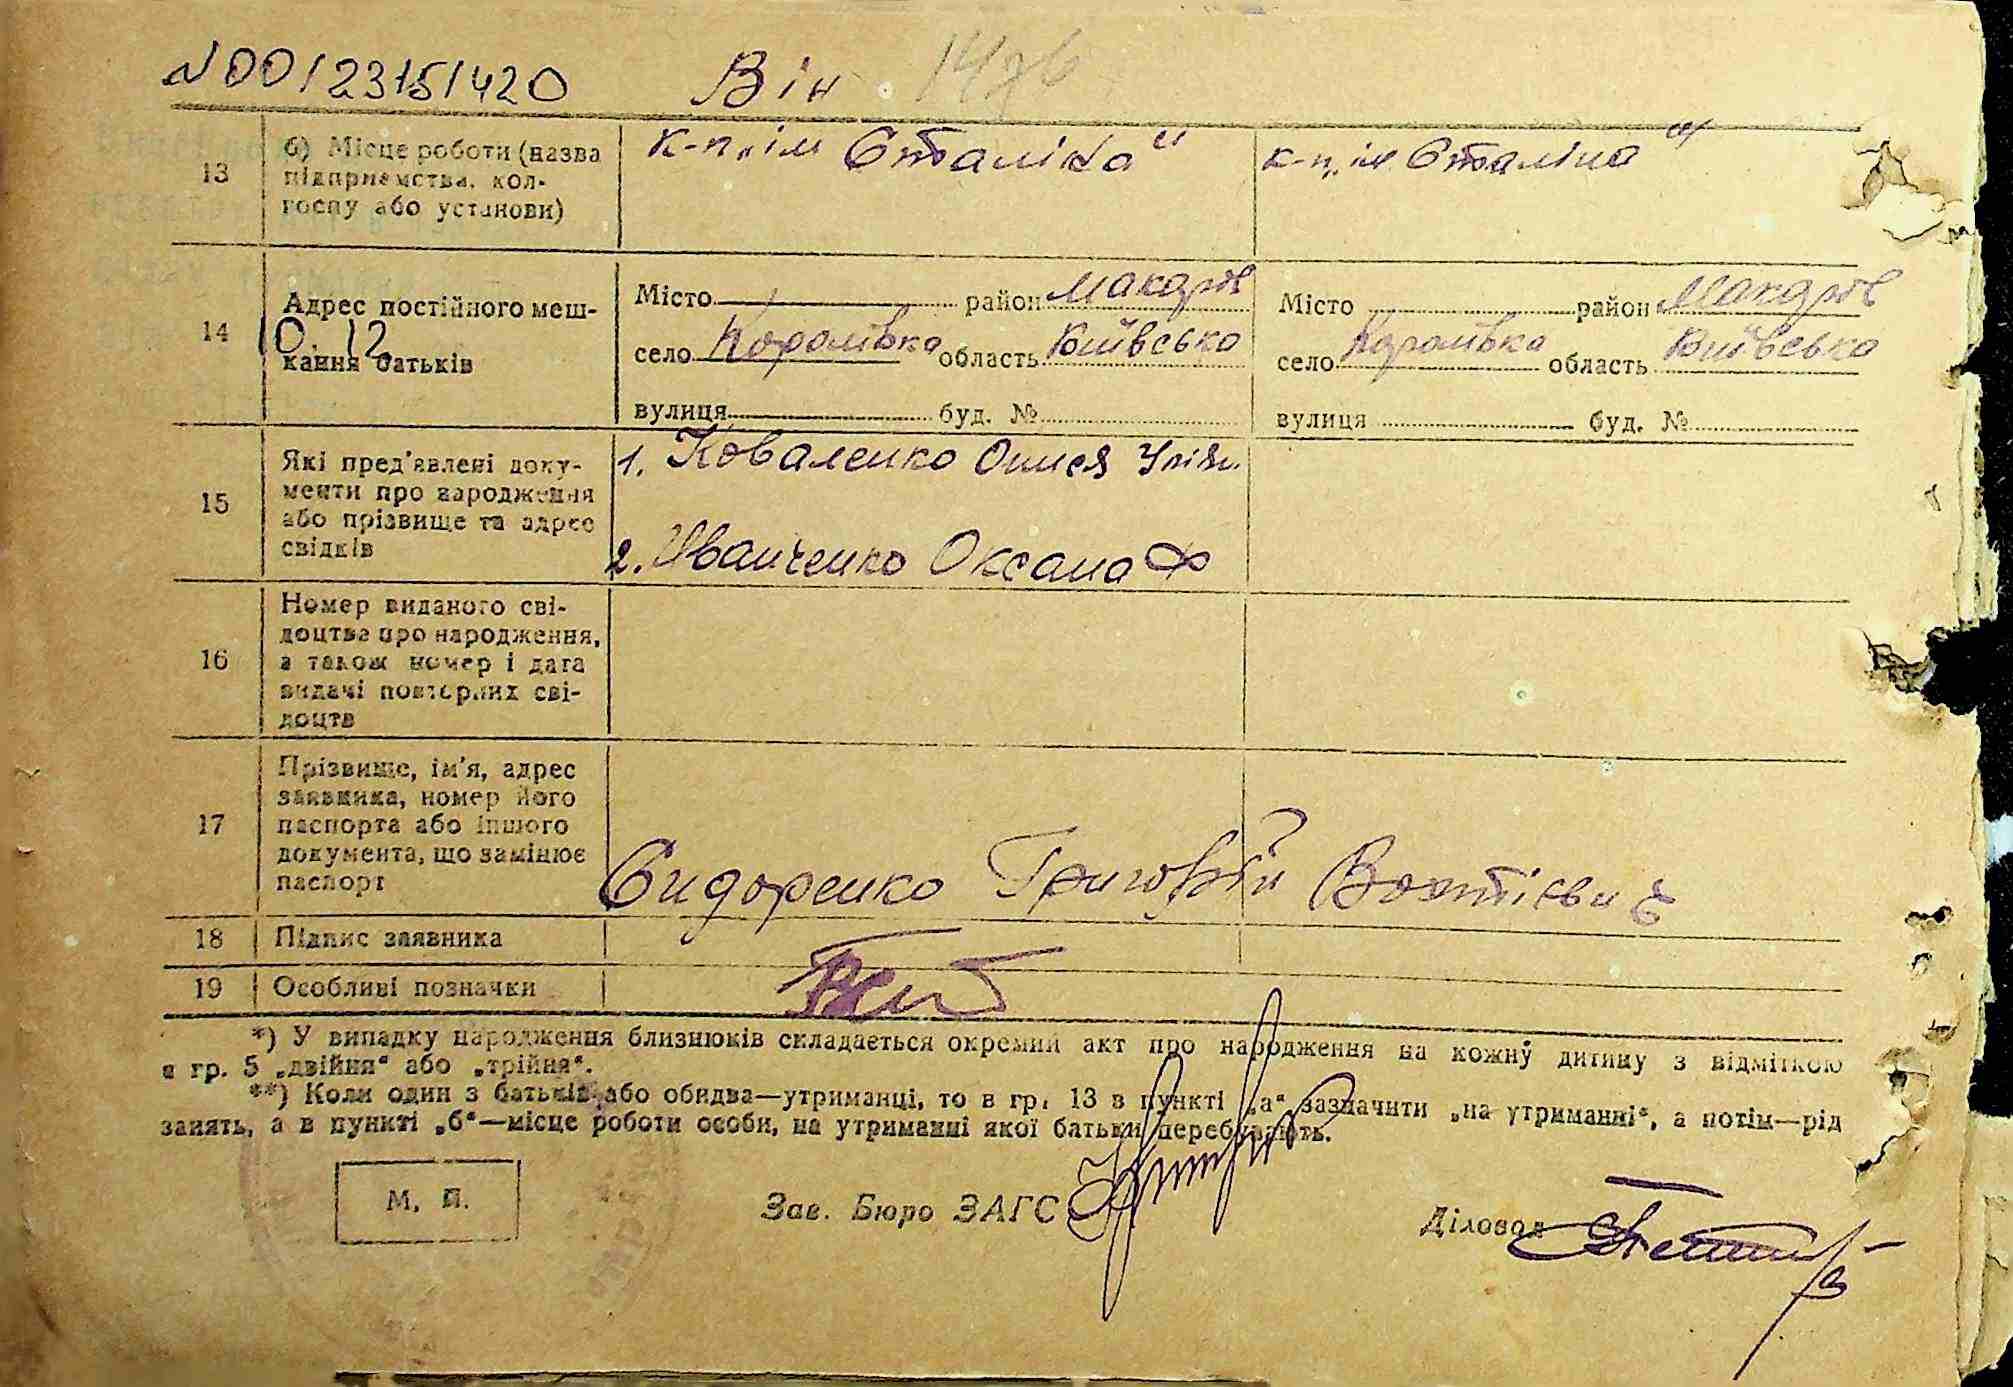 N 00123151420 Він 1476
13 б) Місце роботи (назва підприємства, колгоспу або установи) к-п „ім Сталіна" к-п „ім Сталіна"
14 Адрес постійного мешкання батьків 10. 12
Місто район Макарів Місто район Макарів
село Королівка область Київська село Королівка область Київська
вулиця буд. № вулиця буд. №
15 Які пред'явлені документи про народження або прізвище та адрес свідків
1. Коваленко Олися Улян.
2. Иванченко Оксана Ф
16 Номер виданого свідоцтва про народження, а також номер і дата видачі повторних свідоцтв
17 Прізвище, ім'я, адрес заявника, номер його паспорта або іншого документа, що замінює паспорт
Сидоренко Григорій
18 Підпис заявника
19 Особливі позначки
*) У випадку народження близнюків складається окремий акт про народження на кожну дитину з відміткою
в гр. 5 „двійня" або „трійня".
**) Коли один з батьків або обидва—утриманці, то в гр. 13 в пункті „а" зазначити „на утриманні", а потім—рід
занять, а в пункті „б"—місце роботи особи, на утриманні якої батьки перебувають.
М. П.
Зав. Бюро ЗАГС
Діловод